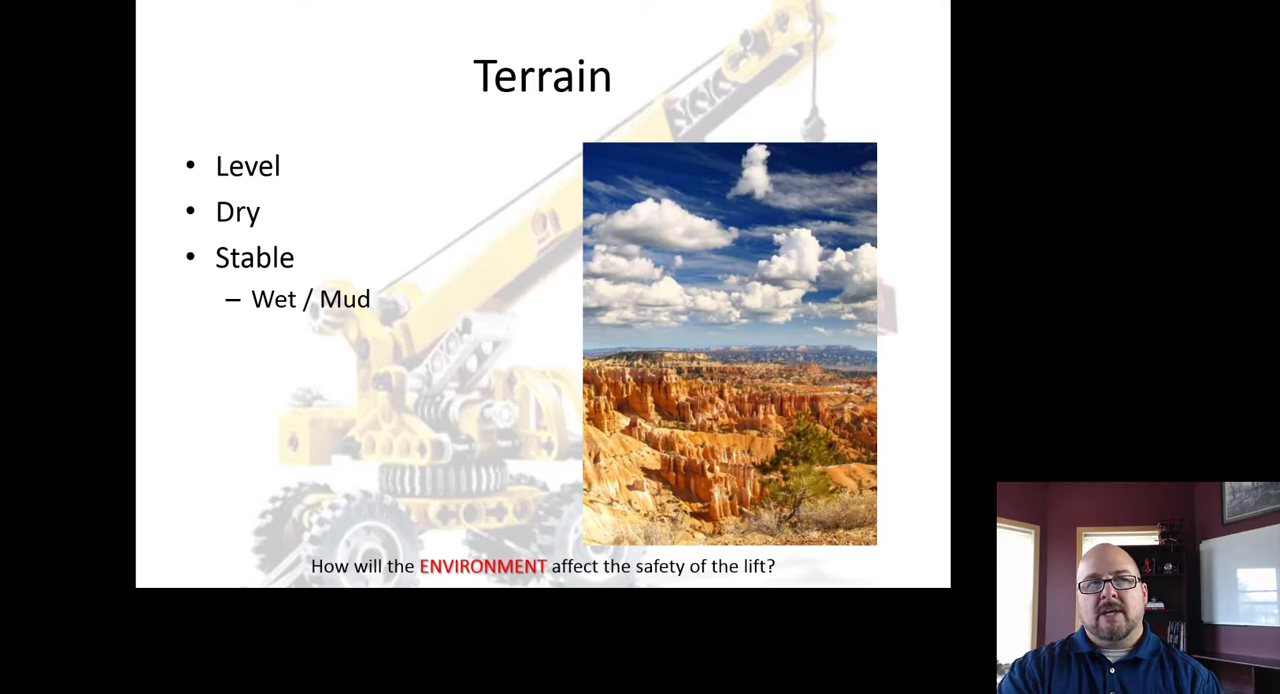 Terrain
• Level
• Dry
• Stable
– Wet / Mud
How will the ENVIRONMENT affect the safety of the lift?